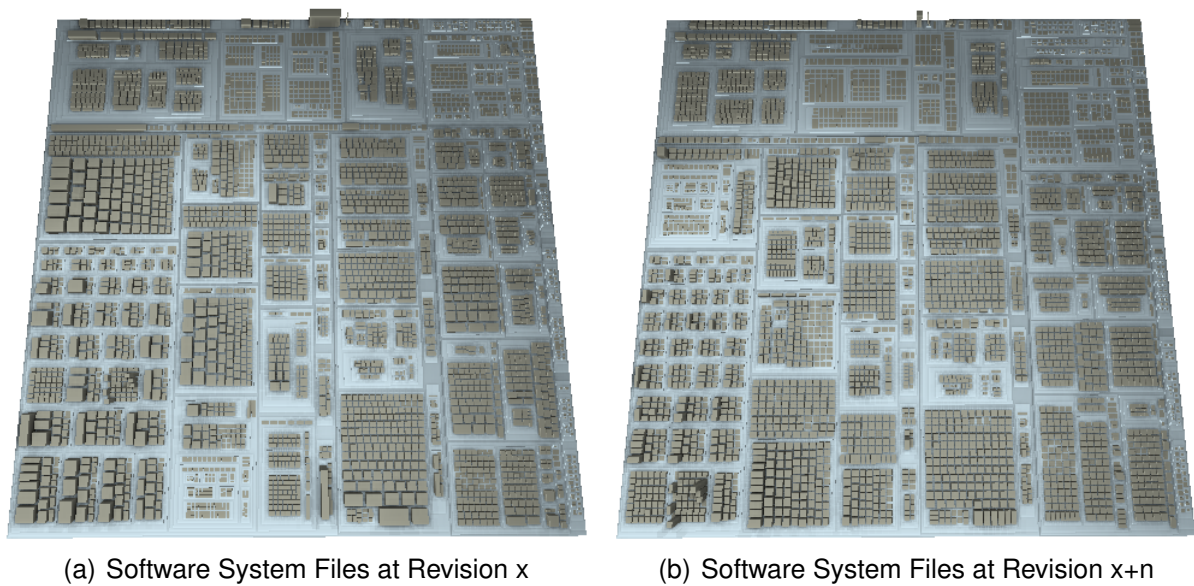 (a) Software System Files at Revision x
(b) Software System Files at Revision x+n